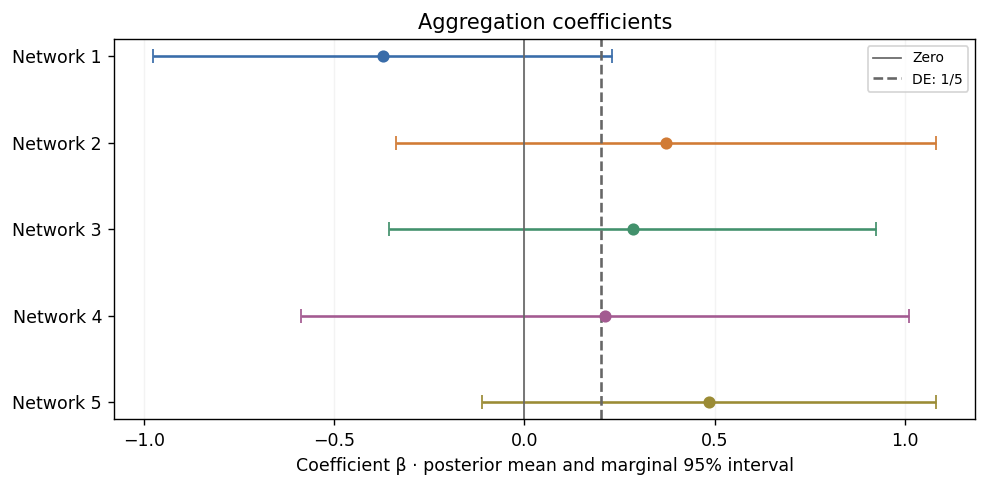 Aggregation coefficients
Network 1
Network 2
Network 3
Network 4
Network 5
Zero
DE: 1/5
−1.0
−0.5
0.0
0.5
1.0
Coefficient β · posterior mean and marginal 95% interval